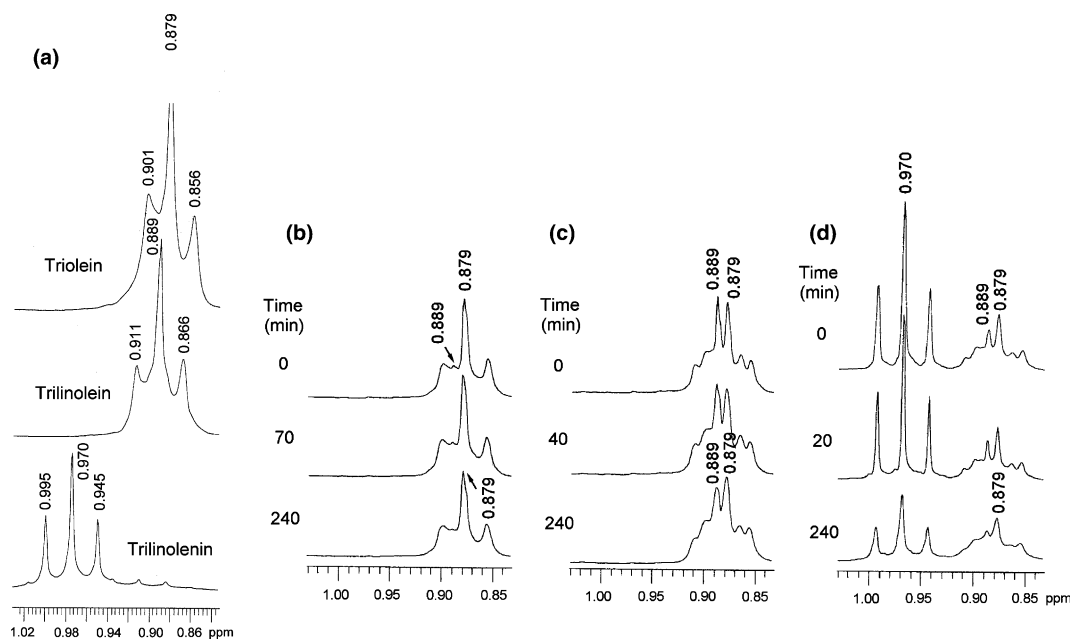 (a)
0.879
0.901
0.856
Triolein
0.889
0.911
0.866
Trilinolein
0.970
0.995
0.945
Trilinolenin
1.02 0.98 0.94 0.90 0.86 ppm
(b)
Time
(min)
0.879
0.889
0
70
240
0.879
1.00 0.95 0.90 0.85
(c)
Time
(min)
0.889
0.879
0
40
0.889
0.879
240
1.00 0.95 0.90 0.85
(d)
Time
(min)
0.970
0.889
0.879
0
20
240
0.879
1.00 0.95 0.90 0.85
ppm